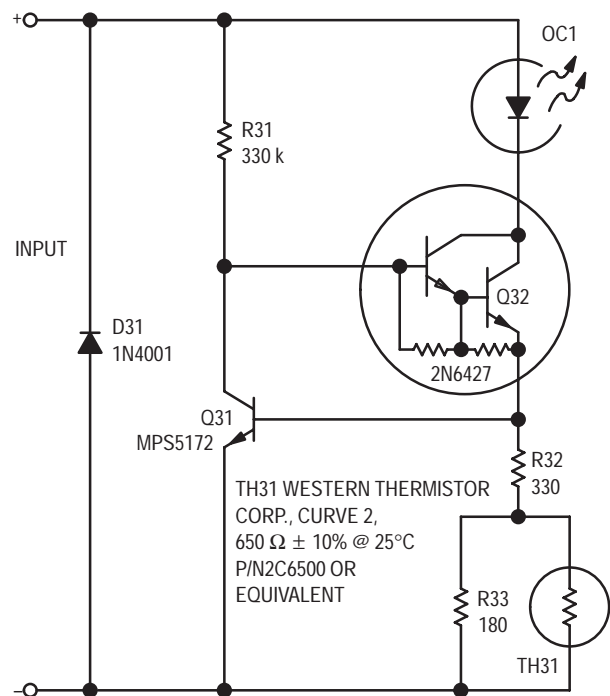 +
OC1
R31
330 k
INPUT
D31
1N4001
Q32
2N6427
Q31
MPS5172
R32
330
TH31 WESTERN THERMISTOR
CORP., CURVE 2,
650 Ω ± 10% @ 25°C
P/N2C6500 OR
EQUIVALENT
R33
180
TH31
–